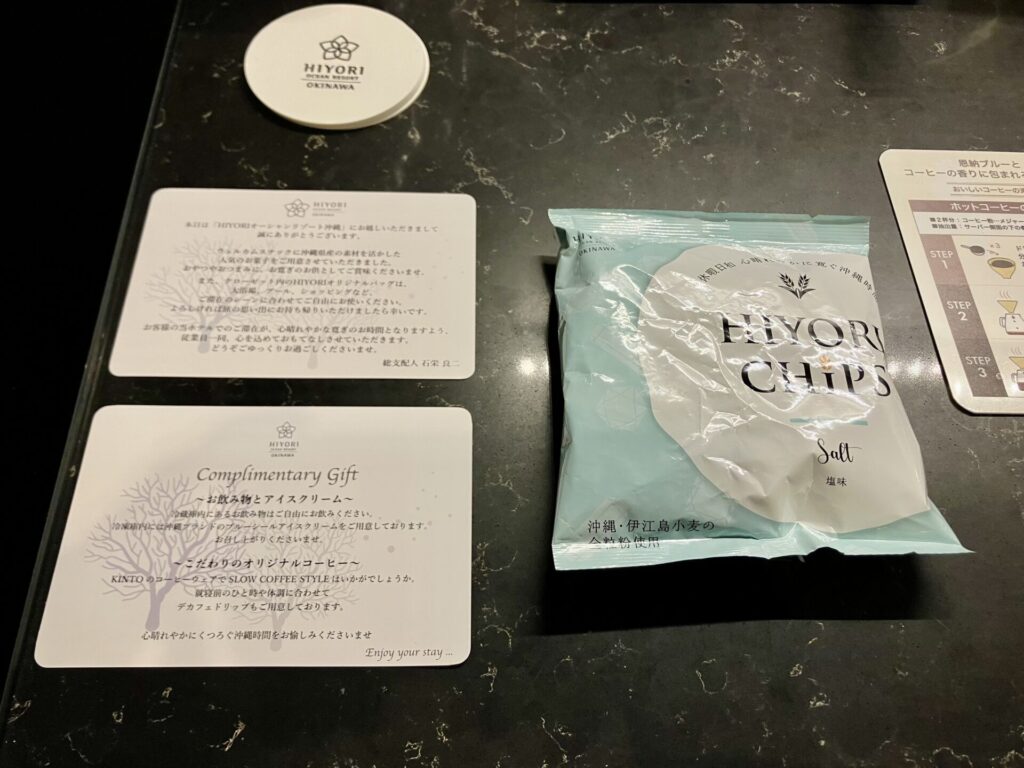 HIYORI
OCEAN RESORT
OKINAWA
HIYORI
OCEAN RESORT
OKINAWA
本日は「HIYORIオーシャンリゾート沖縄」にお越しいただきまして
誠にありがとうございます。
ウェルカムスナックに沖縄県産の素材を活かした
人気のお菓子をご用意させていただきました。
おやつやおつまみに、お寛ぎのお供としてご賞味くださいませ。
また、クローゼット内のHIYORIオリジナルバッグは、
大浴場、プール、ショッピングなど、
ご滞在のシーンに合わせてご自由にお使いください。
よろしければ旅の思い出にお持ち帰りいただけましたら幸いです。
お客様の当ホテルでのご滞在が、心晴れやかな寛ぎのお時間となりますよう、
従業員一同、心を込めておもてなしさせていただきます。
どうぞごゆっくりお過ごしくださいませ。
総支配人 石栄 良二
HIYORI
OCEAN RESORT
OKINAWA
Complimentary Gift
～お飲み物とアイスクリーム～
冷蔵庫内にあるお飲み物はご自由にお飲みください。
冷凍庫内には沖縄ブランドのブルーシールアイスクリームをご用意しております。
お召し上がりくださいませ。
～こだわりのオリジナルコーヒー～
KINTO のコーヒーウェアで SLOW COFFEE STYLE はいかがでしょうか。
就寝前のひと時や体調に合わせて
デカフェドリップもご用意しております。
心晴れやかにくつろぐ沖縄時間をお愉しみくださいませ
Enjoy your stay ...
OKINAWA
HIYORI
CHiPS
Salt
塩味
沖縄・伊江島小麦の
全粒粉使用
恩納ブルーと
コーヒーの香りに包まれ
おいしいコーヒーの
ホットコーヒーの
STEP
1
×3
STEP
2
STEP
3